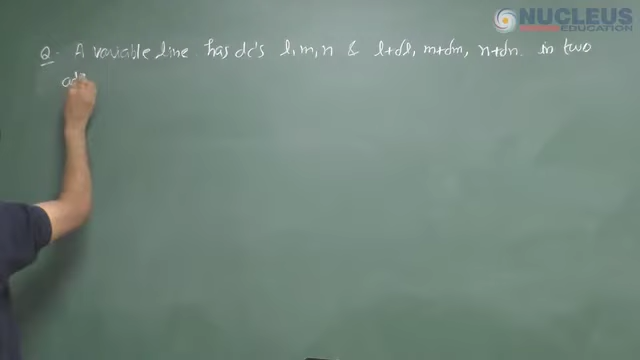 NUCLEUS
EDUCATION
Q. A variable line has dc's l, m, n & l+dl, m+dm, n+dn. in two